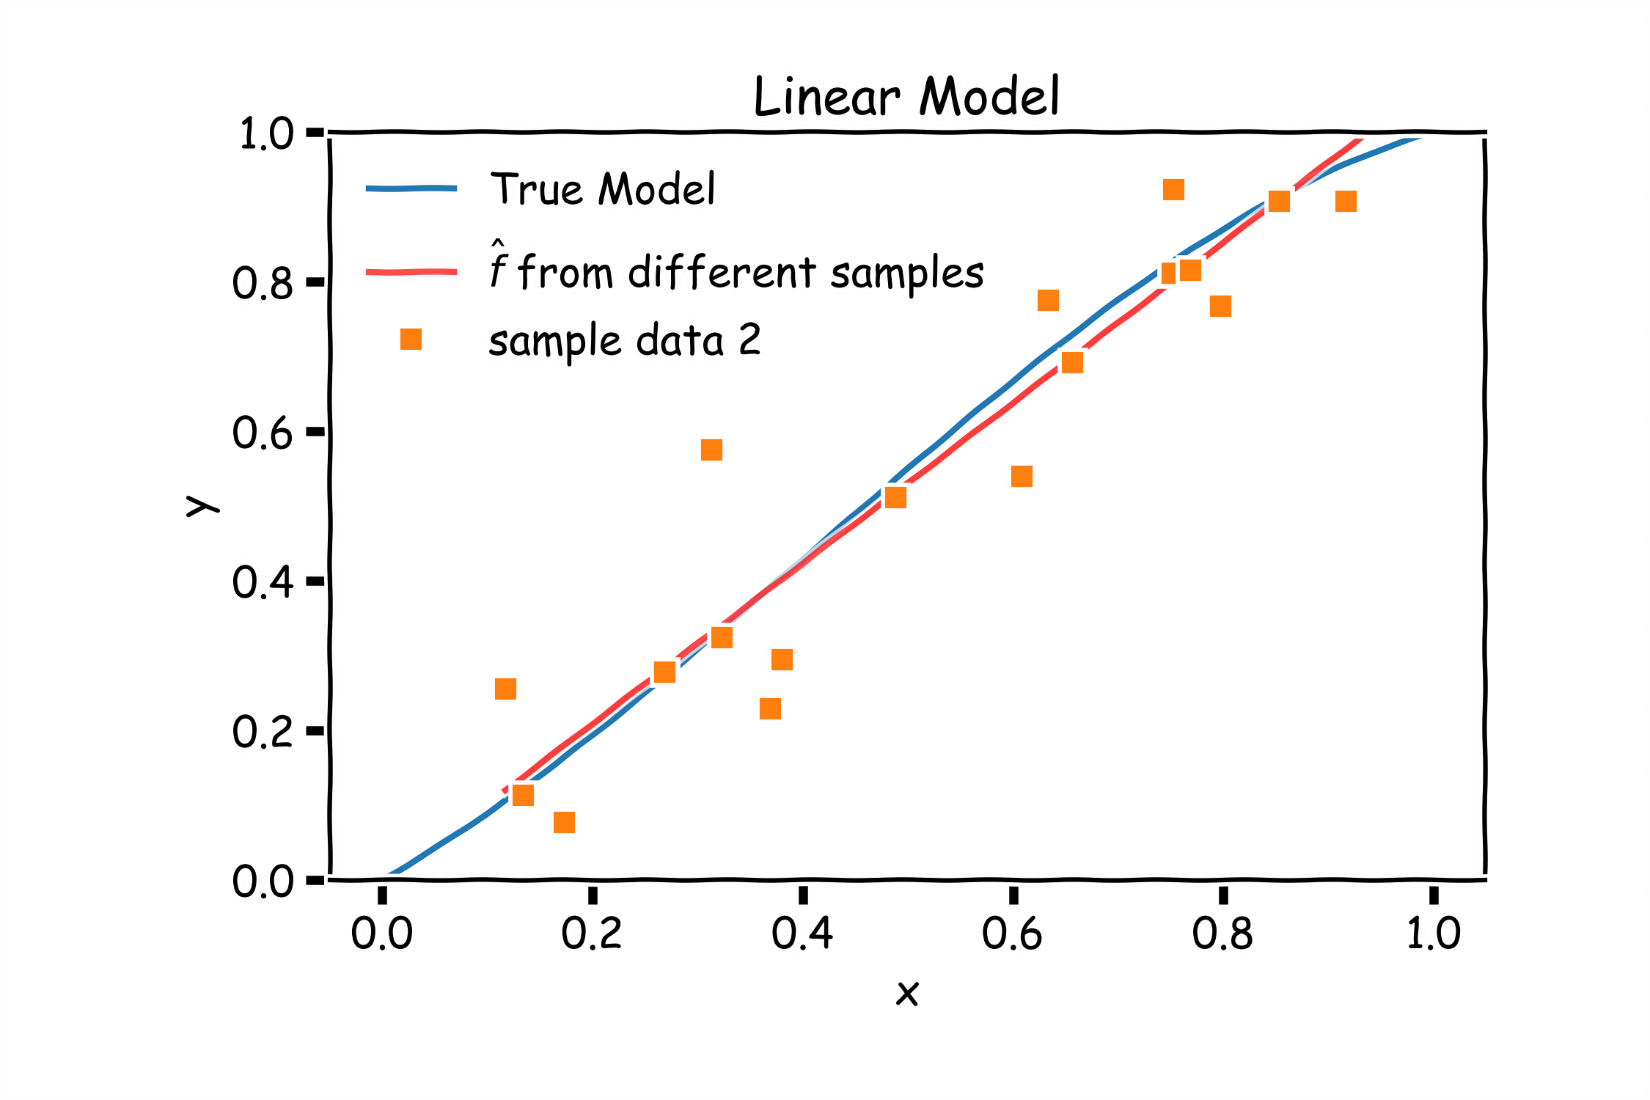 Linear Model
1.0
0.8
0.6
0.4
0.2
0.0
y
True Model
f̂ from different samples
sample data 2
0.0 0.2 0.4 0.6 0.8 1.0
x